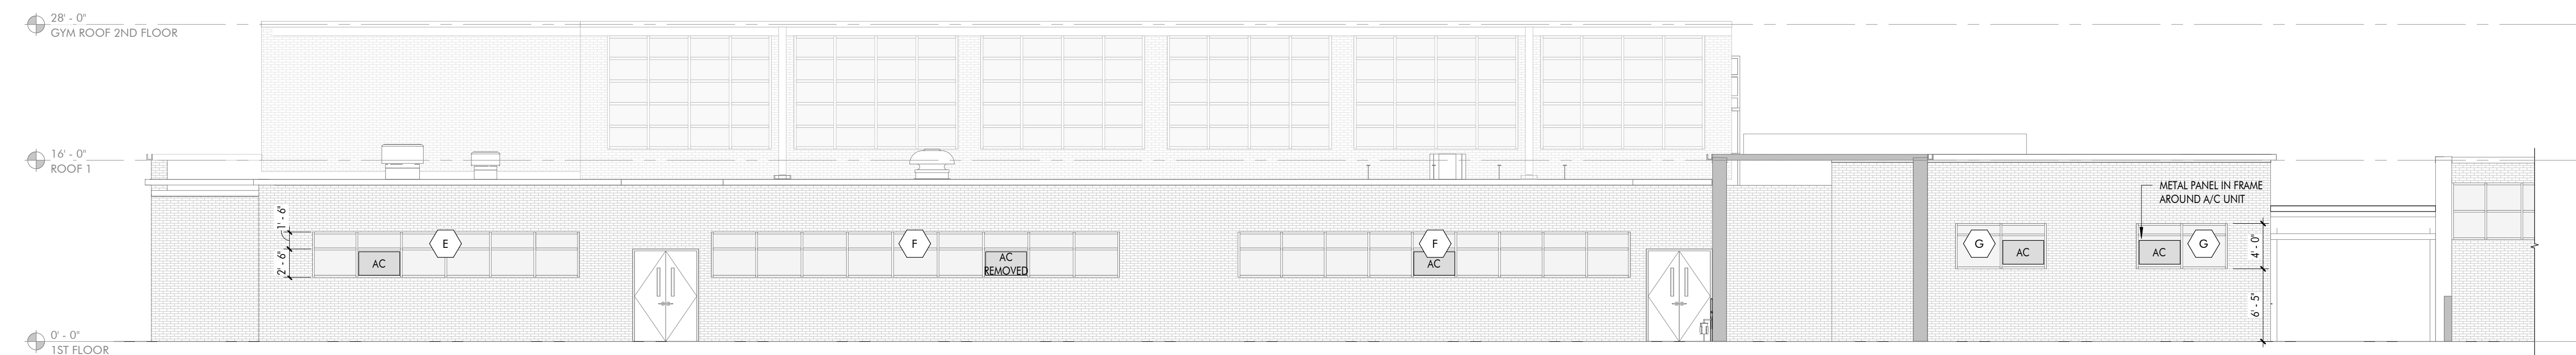 28' - 0"
GYM ROOF 2ND FLOOR
16' - 0"
ROOF 1
METAL PANEL IN FRAME
AROUND A/C UNIT
1' - 6"
2' - 6"
E
AC
F
AC
REMOVED
F
AC
G
AC
AC
G
4' - 0"
6' - 5"
0' - 0"
1ST FLOOR